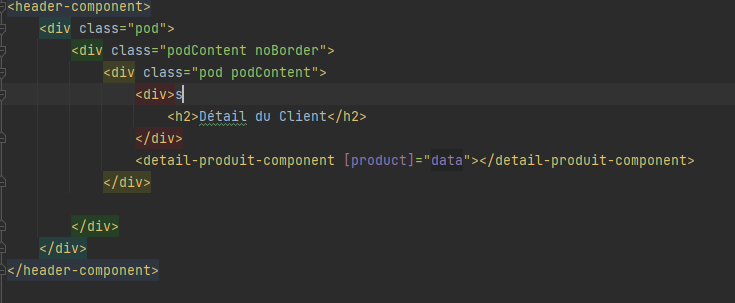 <header-component>
<div class="pod">
<div class="podContent noBorder">
<div class="pod podContent">
<div>s
<h2>Détail du Client</h2>
</div>
<detail-produit-component [product]="data"></detail-produit-component>
</div>
</div>
</div>
</header-component>